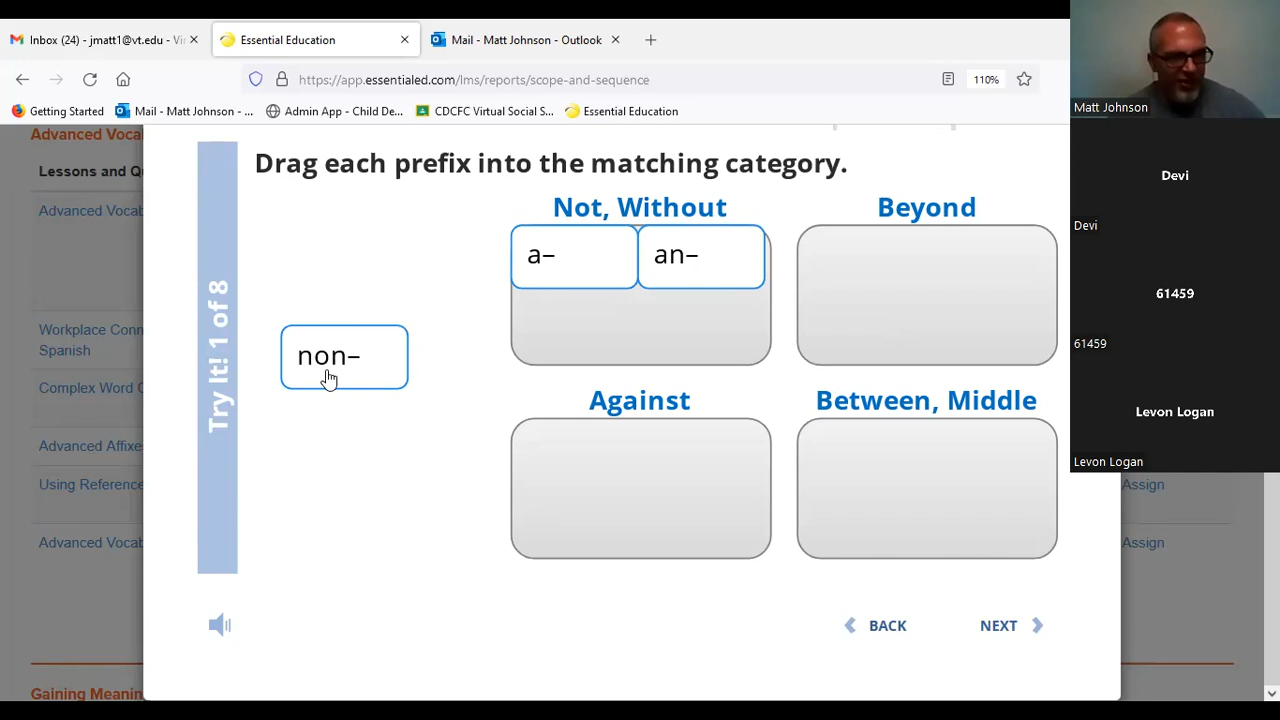 Inbox (24) - jmatt1@vt.edu - Vir
Essential Education
Mail - Matt Johnson - Outlook
https://app.essentialed.com/lms/reports/scope-and-sequence
110%
Getting Started
Mail - Matt Johnson - ...
Admin App - Child De...
CDCFC Virtual Social S...
Essential Education
Matt Johnson
Devi
Devi
61459
61459
Levon Logan
Levon Logan
Advanced Voca
Lessons and Qu
Advanced Vocab
Workplace Conn
Spanish
Complex Word C
Advanced Affixe
Using Reference
Advanced Vocab
Gaining Meanin
Assign
Assign
Try It! 1 of 8
Drag each prefix into the matching category.
Not, Without
Beyond
a–
an–
non–
Against
Between, Middle
BACK
NEXT